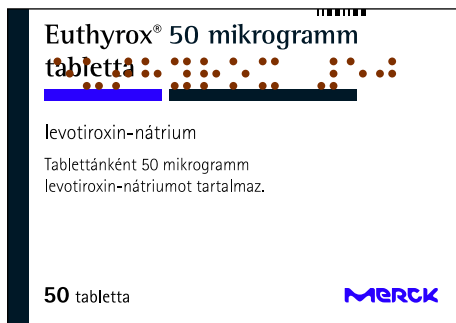 Euthyrox® 50 mikrogramm
tabletta
levotiroxin-nátrium
Tablettánként 50 mikrogramm
levotiroxin-nátriumot tartalmaz.
50 tabletta
MERCK